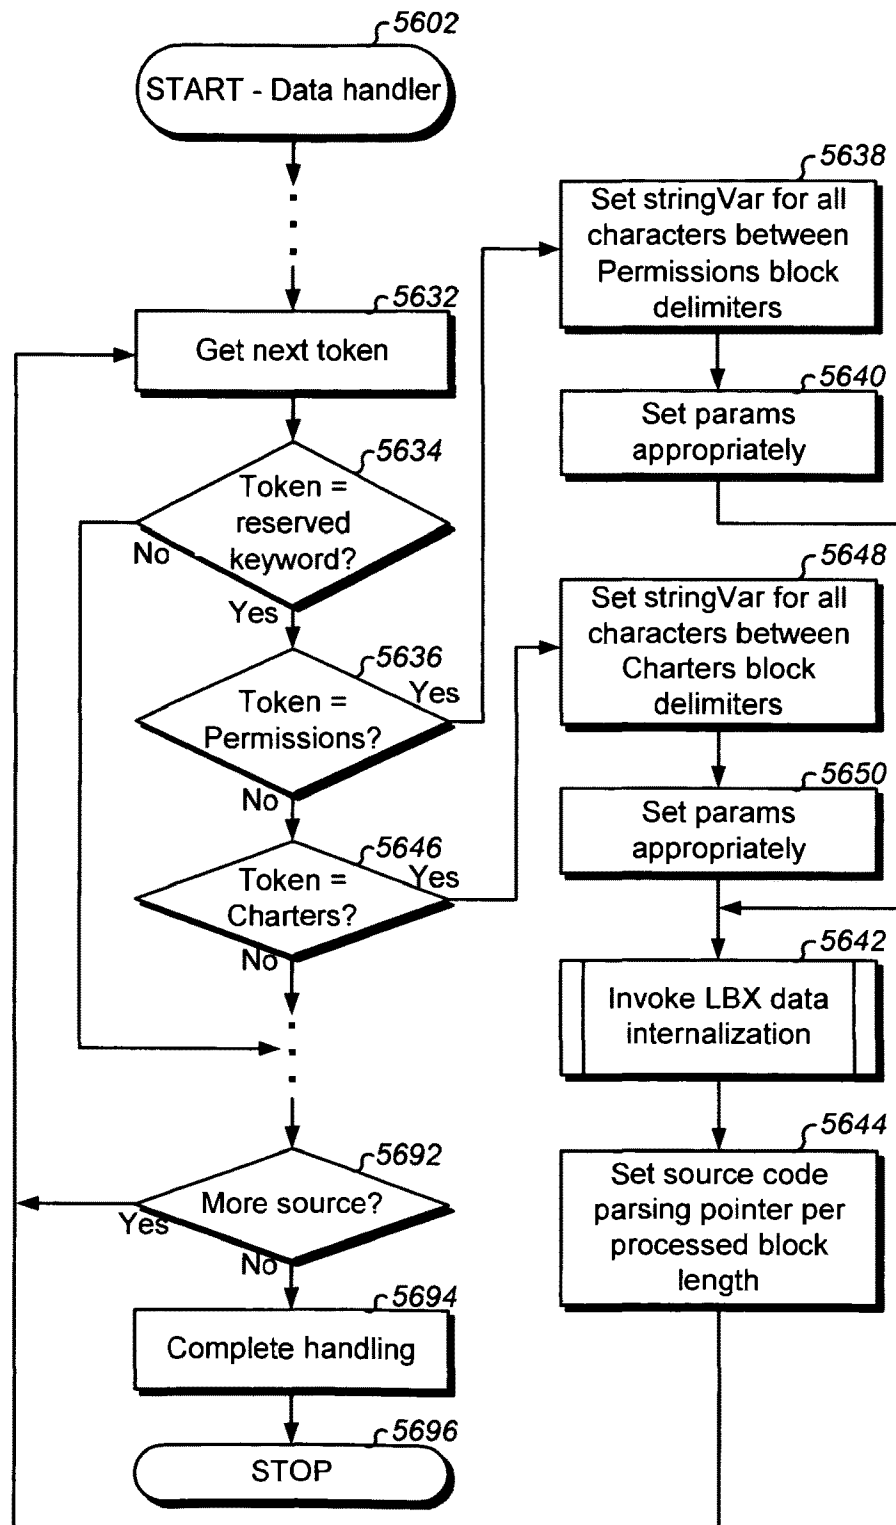 5602
START - Data handler
5632
Get next token
5634
Token =
reserved
keyword?
No
Yes
5636
Token =
Permissions?
Yes
No
5646
Token =
Charters?
Yes
No
5692
More source?
Yes
No
5694
Complete handling
5696
STOP
5638
Set stringVar for all
characters between
Permissions block
delimiters
5640
Set params
appropriately
5648
Set stringVar for all
characters between
Charters block
delimiters
5650
Set params
appropriately
5642
Invoke LBX data
internalization
5644
Set source code
parsing pointer per
processed block
length